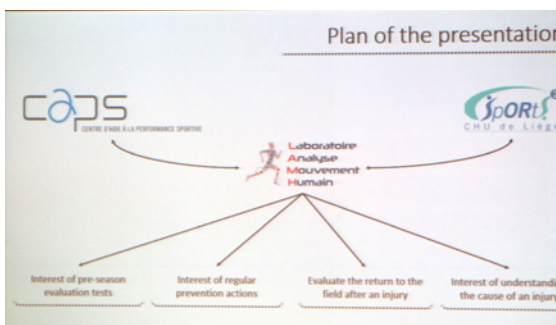 Plan of the presentation
caps
CENTRE D'AIDE À LA PERFORMANCE SPORTIVE
SPORtS
CHU de Liège
Laboratoire
Analyse
Mouvement
Humain
Interest of pre-season
evaluation tests
Interest of regular
prevention actions
Evaluate the return to the
field after an injury
Interest of understandi
the cause of an injury